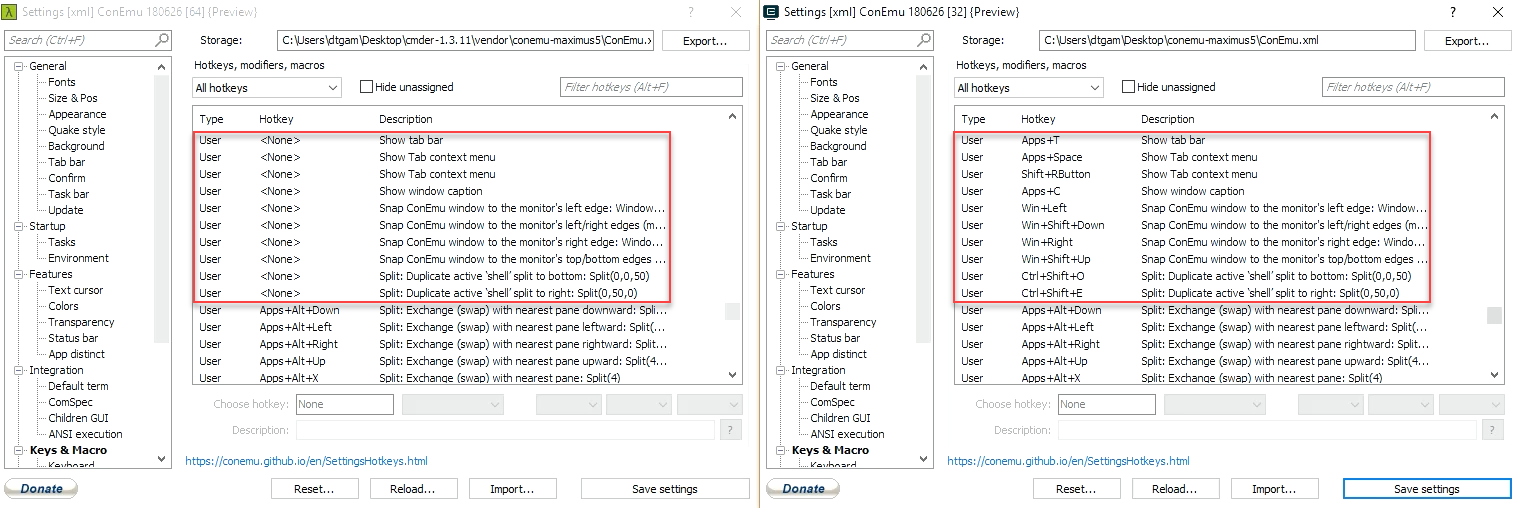 λ Settings [xml] ConEmu 180626 [64] {Preview} ?
Search (Ctrl+F)
Storage: C:\Users\dtgam\Desktop\cmder-1.3.11\vendor\conemu-maximus5\ConEmu.x Export...
General
Fonts
Size & Pos
Appearance
Quake style
Background
Tab bar
Confirm
Task bar
Update
Startup
Tasks
Environment
Features
Text cursor
Colors
Transparency
Status bar
App distinct
Integration
Default term
ComSpec
Children GUI
ANSI execution
Keys & Macro
Keyboard
Hotkeys, modifiers, macros
All hotkeys Hide unassigned Filter hotkeys (Alt+F)
Type Hotkey Description
User <None> Show tab bar
User <None> Show Tab context menu
User <None> Show Tab context menu
User <None> Show window caption
User <None> Snap ConEmu window to the monitor's left edge: Window...
User <None> Snap ConEmu window to the monitor's left/right edges (m...
User <None> Snap ConEmu window to the monitor's right edge: Windo...
User <None> Snap ConEmu window to the monitor's top/bottom edges ...
User <None> Split: Duplicate active ‘shell’ split to bottom: Split(0,0,50)
User <None> Split: Duplicate active ‘shell’ split to right: Split(0,50,0)
User Apps+Alt+Down Split: Exchange (swap) with nearest pane downward: Spli...
User Apps+Alt+Left Split: Exchange (swap) with nearest pane leftward: Split(...
User Apps+Alt+Right Split: Exchange (swap) with nearest pane rightward: Split...
User Apps+Alt+Up Split: Exchange (swap) with nearest pane upward: Split(4...
User Apps+Alt+X Split: Exchange (swap) with nearest pane: Split(4)
Choose hotkey: None
Description: ?
https://conemu.github.io/en/SettingsHotkeys.html
Donate Reset... Reload... Import... Save settings
Settings [xml] ConEmu 180626 [32] {Preview} ?
Search (Ctrl+F)
Storage: C:\Users\dtgam\Desktop\conemu-maximus5\ConEmu.xml Export...
General
Fonts
Size & Pos
Appearance
Quake style
Background
Tab bar
Confirm
Task bar
Update
Startup
Tasks
Environment
Features
Text cursor
Colors
Transparency
Status bar
App distinct
Integration
Default term
ComSpec
Children GUI
ANSI execution
Keys & Macro
Keyboard
Hotkeys, modifiers, macros
All hotkeys Hide unassigned Filter hotkeys (Alt+F)
Type Hotkey Description
User Apps+T Show tab bar
User Apps+Space Show Tab context menu
User Shift+RButton Show Tab context menu
User Apps+C Show window caption
User Win+Left Snap ConEmu window to the monitor's left edge: Window...
User Win+Shift+Down Snap ConEmu window to the monitor's left/right edges (m...
User Win+Right Snap ConEmu window to the monitor's right edge: Windo...
User Win+Shift+Up Snap ConEmu window to the monitor's top/bottom edges ...
User Ctrl+Shift+O Split: Duplicate active ‘shell’ split to bottom: Split(0,0,50)
User Ctrl+Shift+E Split: Duplicate active ‘shell’ split to right: Split(0,50,0)
User Apps+Alt+Down Split: Exchange (swap) with nearest pane downward: Spli...
User Apps+Alt+Left Split: Exchange (swap) with nearest pane leftward: Split(...
User Apps+Alt+Right Split: Exchange (swap) with nearest pane rightward: Split...
User Apps+Alt+Up Split: Exchange (swap) with nearest pane upward: Split(4...
User Apps+Alt+X Split: Exchange (swap) with nearest pane: Split(4)
Choose hotkey: None
Description: ?
https://conemu.github.io/en/SettingsHotkeys.html
Donate Reset... Reload... Import... Save settings